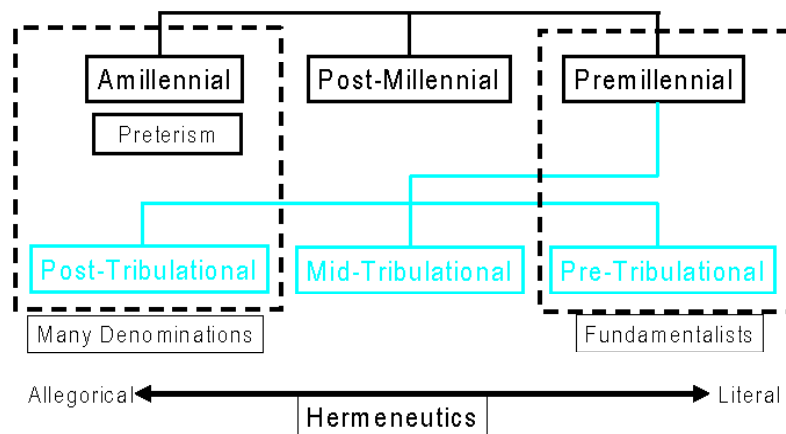 Amillennial
Post-Millennial
Premillennial
Preterism
Post-Tribulational
Mid-Tribulational
Pre-Tribulational
Many Denominations
Fundamentalists
Allegorical
Literal
Hermeneutics